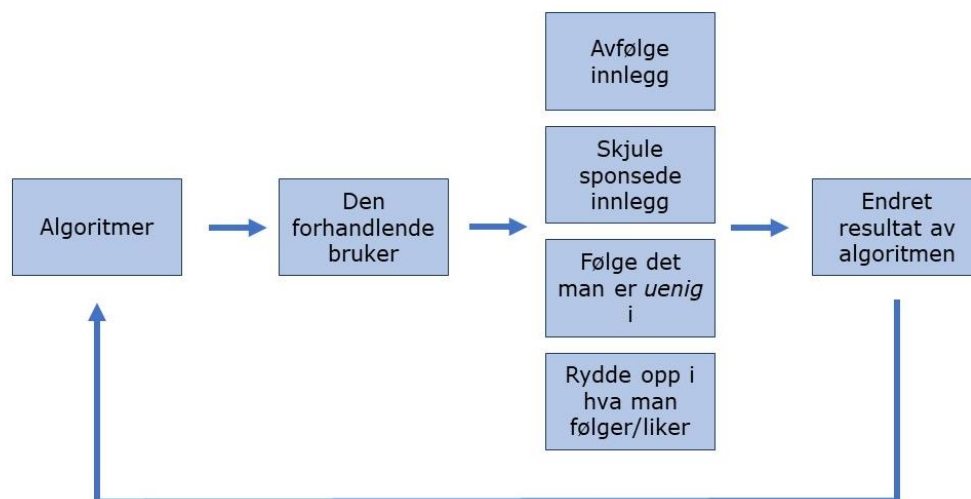 Algoritmer
Den
forhandlende
bruker
Avfølge
innlegg
Skjule
sponsede
innlegg
Følge det
man er uenig
i
Rydde opp i
hva man
følger/liker
Endret
resultat av
algoritmen